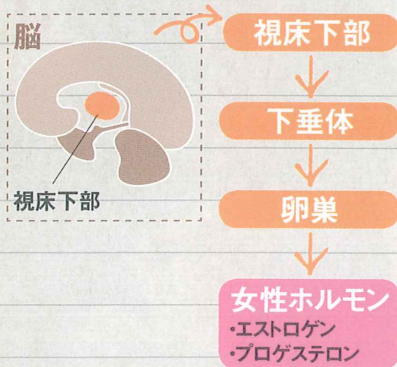 脳
視床下部
視床下部
下垂体
卵巣
女性ホルモン
・エストロゲン
・プロゲステロン